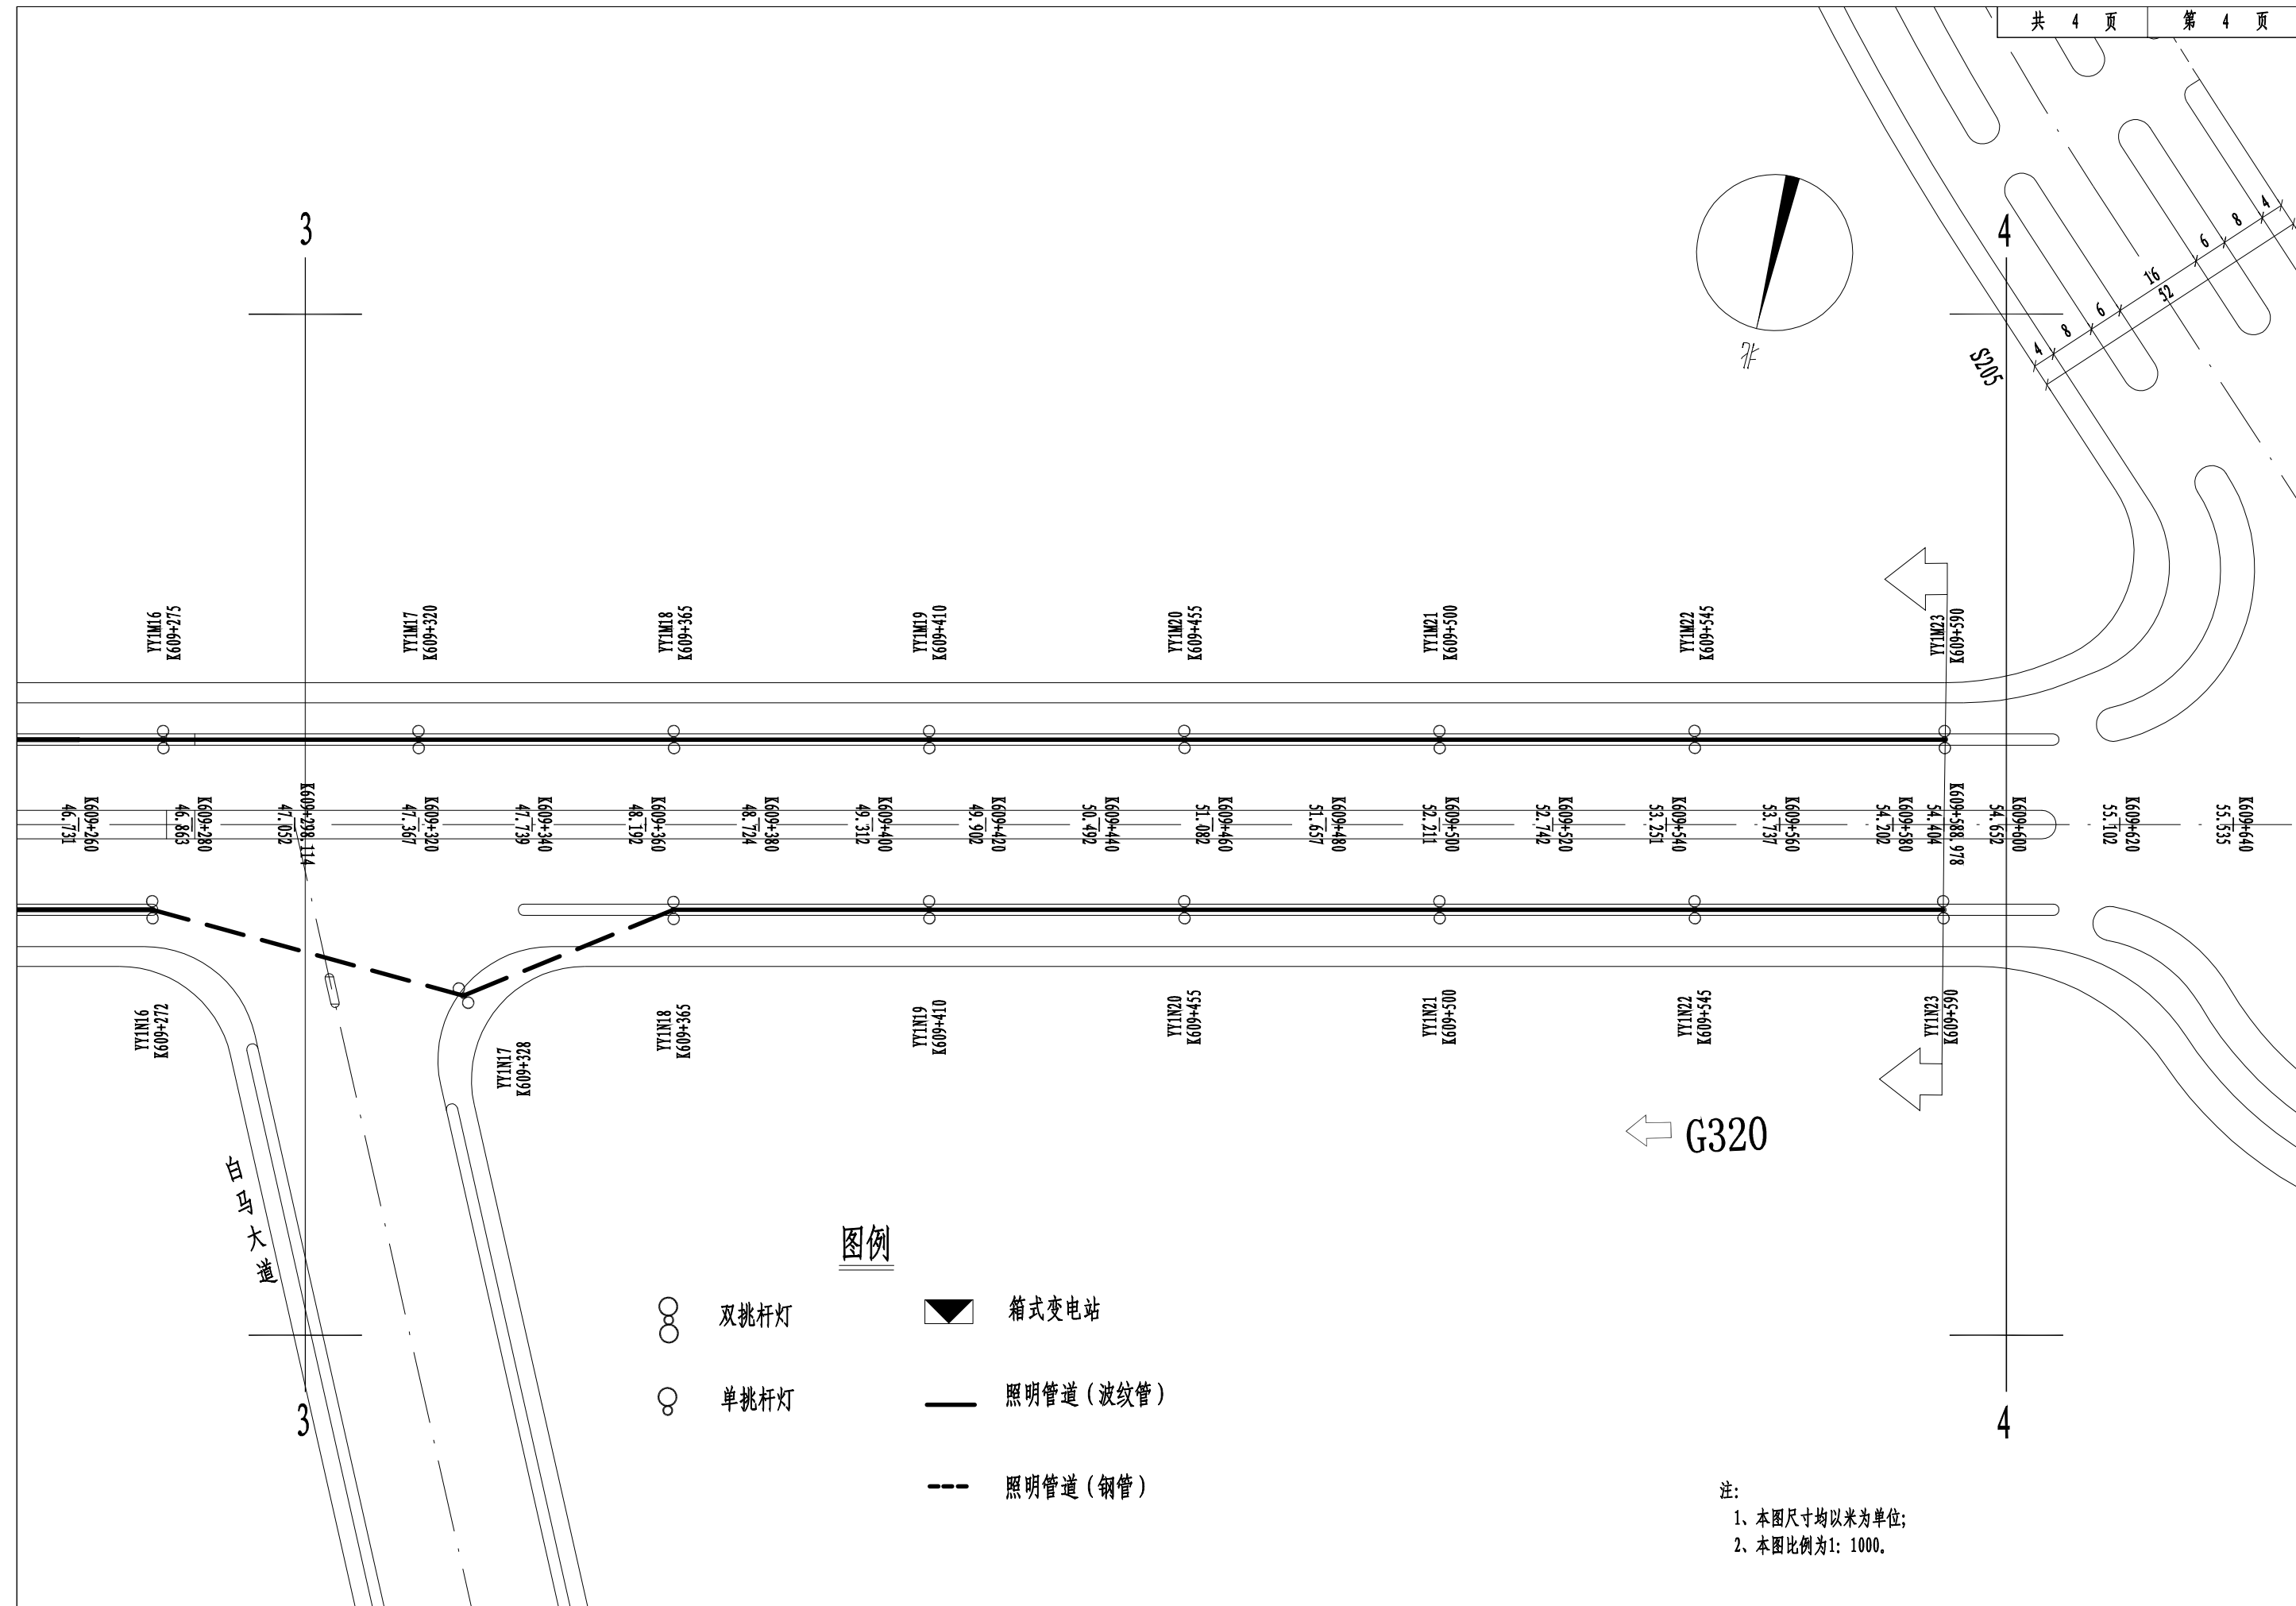 共 4 页 第 4 页
3
4
4
8
6
16
6
8
4
52
S205
北
YY1M16
K609+275
YY1M17
K609+320
YY1M18
K609+365
YY1M19
K609+410
YY1M20
K609+455
YY1M21
K609+500
YY1M22
K609+545
YY1M23
K609+590
K609+260
46.731
K609+280
46.863
K609+298.114
47.052
K609+320
47.367
K609+340
47.739
K609+360
48.192
K609+380
48.724
K609+400
49.312
K609+420
49.902
K609+440
50.492
K609+460
51.082
K609+480
51.657
K609+500
52.211
K609+520
52.742
K609+540
53.251
K609+560
53.737
K609+580
54.202
K609+588.978
54.404
K609+600
54.652
K609+620
55.102
K609+640
55.635
YY1N16
K609+272
YY1N17
K609+328
YY1N18
K609+365
YY1N19
K609+410
YY1N20
K609+455
YY1N21
K609+500
YY1N22
K609+545
YY1N23
K609+590
G320
白马大道
图例
双挑杆灯
箱式变电站
单挑杆灯
照明管道（波纹管）
照明管道（钢管）
3
4
注：
1、本图尺寸均以米为单位；
2、本图比例为1：1000。